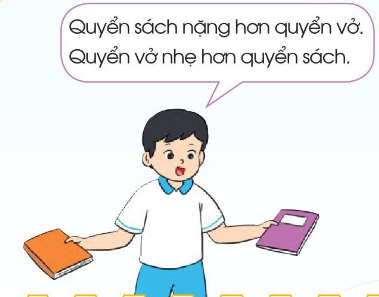 Quyển sách nặng hơn quyển vở.
Quyển vở nhẹ hơn quyển sách.